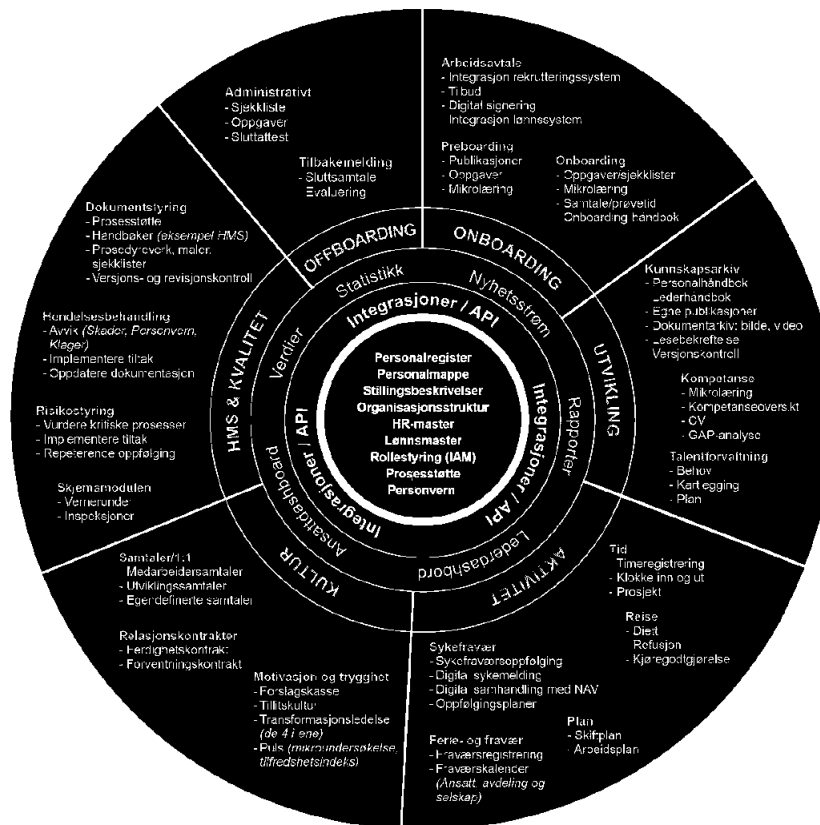 Arbeidsavtale
- Integrasjon rekrutteringssystem
- Tilbud
- Digital signering
Integrasjon lønnssystem
Preboarding
- Publikasjoner
- Oppgaver
- Mikrolæring
Onboarding
- Oppgaver/sjekklister
- Mikrolæring
- Samtale/prøvetid
Onboarding håndbok
Administrativt
- Sjekkliste
- Oppgaver
- Sluttattest
Tilbakemelding
- Sluttsamtale
Evaluering
Dokumentstyring
- Prosesstøtte
- Håndbøker (eksempel HMS)
- Prosedyreverk, maler,
sjekklister
- Versjons- og revisjonskontroll
Hendelsesbehandling
- Avvik (Skader, Personvern,
Klager)
- Implementere tiltak
- Oppdatere dokumentasjon
Risikostyring
- Vurdere kritiske prosesser
- Implementere tiltak
- Repeterende oppfølging
Skjemamodulen
- Vernerunder
- Inspeksjoner
Kunnskapsarkiv
- Personalhåndbok
Lederhåndbok
- Egne publikasjoner
- Dokumentarkiv: bilde, video
- Lesebekreftelse
Versjonskontroll
Kompetanse
- Mikrolæring
- Kompetanseoversikt
- CV
- GAP-analyse
Talentforvaltning
- Behov
- Kartlegging
- Plan
OFFBOARDING
ONBOARDING
UTVIKLING
AKTIVITET
KULTUR
HMS & KVALITET
Statistikk
Nyhetsstrøm
Rapporter
Lederdashbord
Ansattdashboard
Verdier
Integrasjoner / API
Integrasjoner / API
Integrasjoner / API
Personalregister
Personalmappe
Stillingsbeskrivelser
Organisasjonsstruktur
HR-master
Lønnsmaster
Rollestyring (IAM)
Prosesstøtte
Personvern
Samtaler/1:1
Medarbeidersamtaler
- Utviklingssamtaler
- Egendefinerte samtaler
Relasjonskontrakter
- Ferdighetskontrakt
- Forventningskontrakt
Motivasjon og trygghet
- Forslagskasse
- Tillitskultur
- Transformasjonsledelse
(de 4 i ene)
- Puls (mikroundersøkelse,
tilfredshetsindeks)
Tid
Timeregistrering
- Klokke inn og ut
- Prosjekt
Reise
- Diett
Refusjon
- Kjøregodtgjørelse
Sykefravær
- Sykefraværsoppfølging
- Digital sykemelding
- Digital samhandling med NAV
- Oppfølgingsplaner
Plan
- Skiftplan
- Arbeidsplan
Ferie- og fravær
- Fraværsregistrering
- Fraværskalender
(Ansatt, avdeling og
selskap)